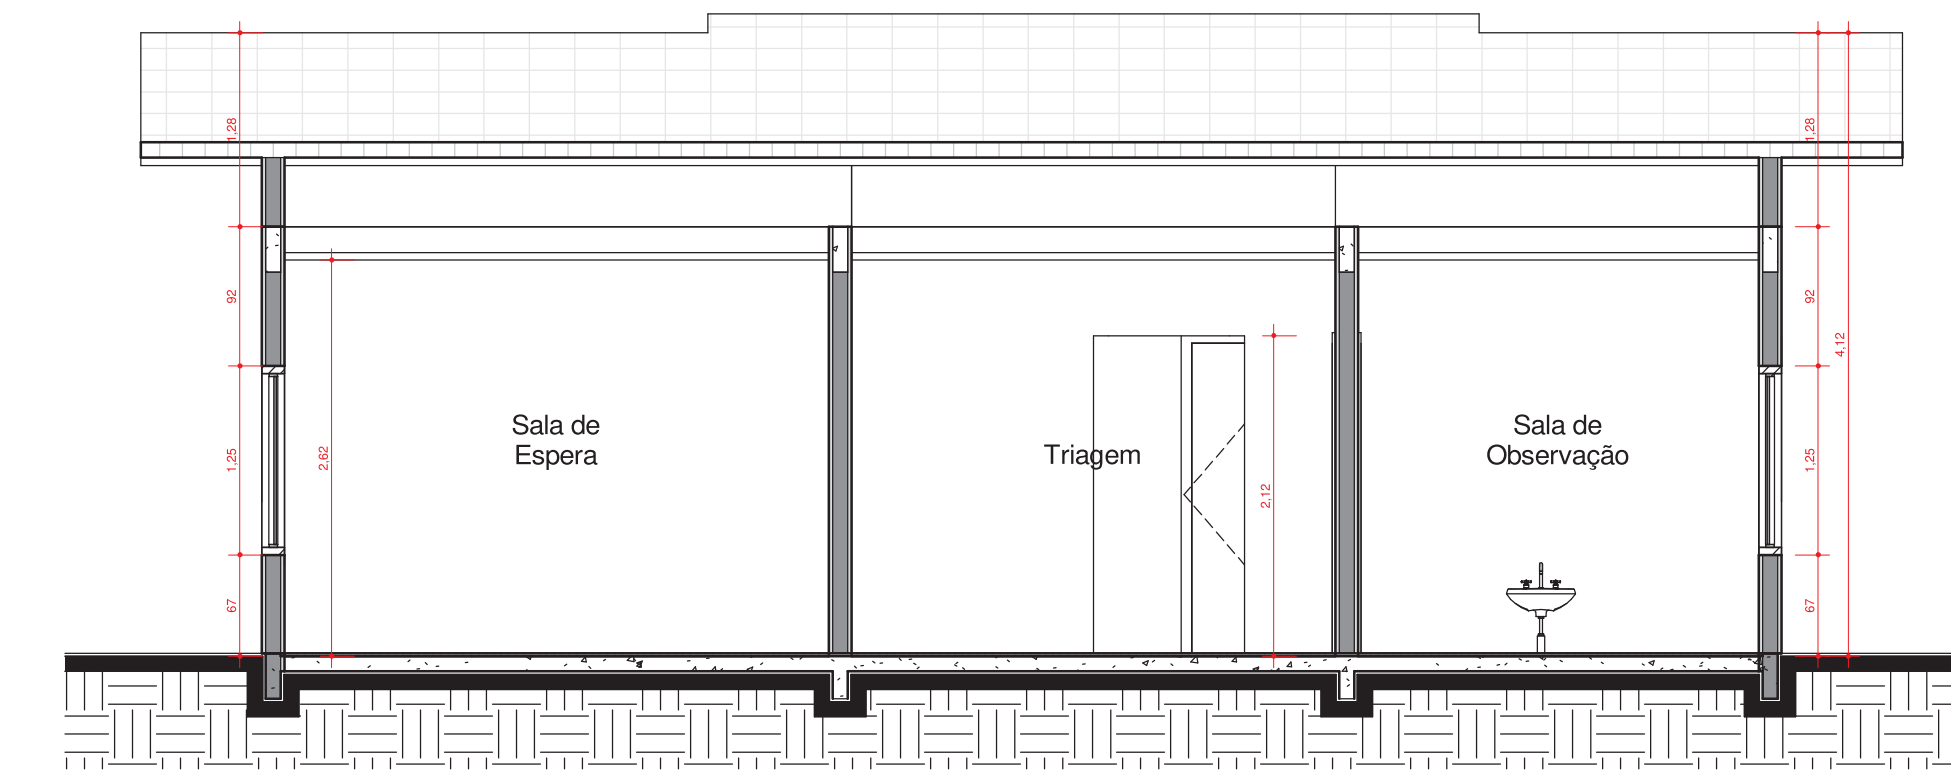 1,28
1,28
92
92
4,12
Sala de
Espera
Triagem
Sala de
Observação
1,25
2,62
2,12
1,25
67
67